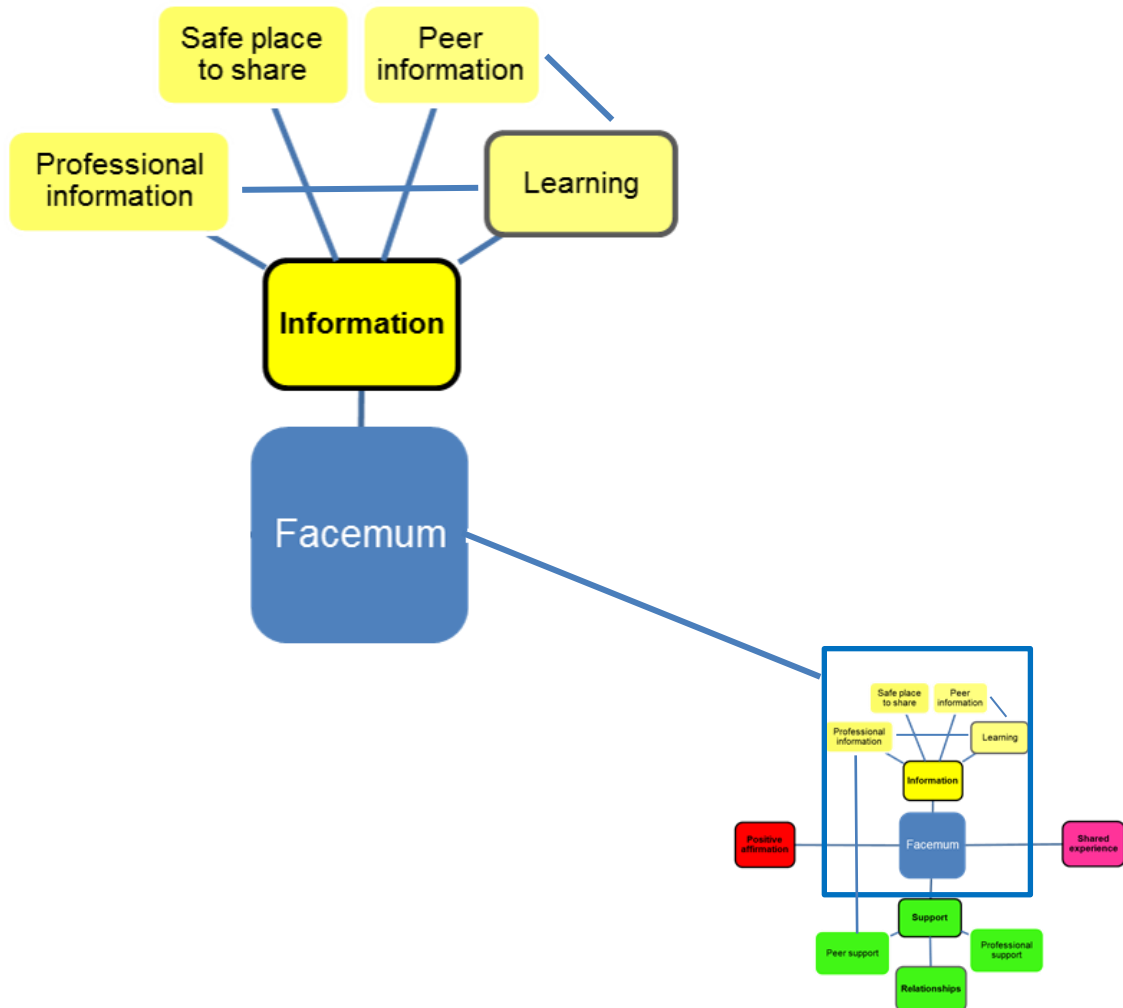 Safe place
to share
Peer
information
Professional
information
Learning
Information
Facemum
Safe place
to share
Peer
information
Professional
information
Learning
Information
Positive
affirmation
Facemum
Shared
experience
Support
Peer support
Professional
support
Relationships